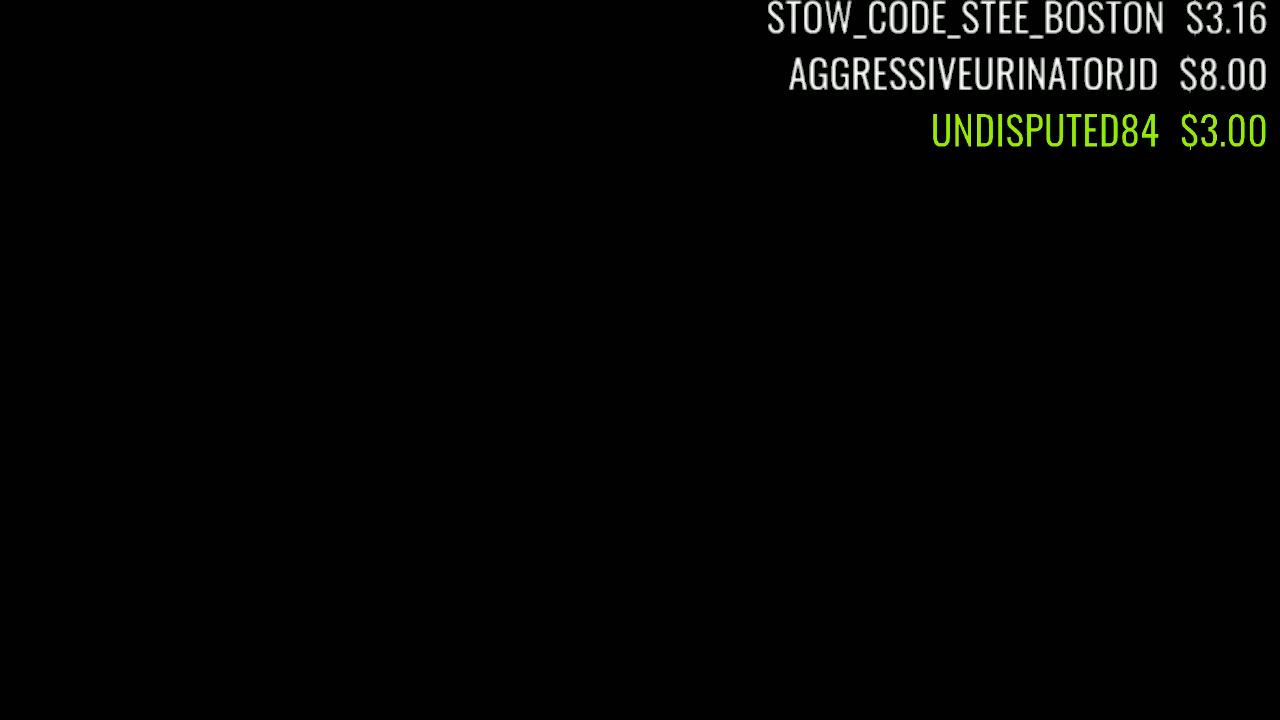 STOW_CODE_STEE_BOSTON $3.16
AGGRESSIVEURINATORJD $8.00
UNDISPUTED84 $3.00